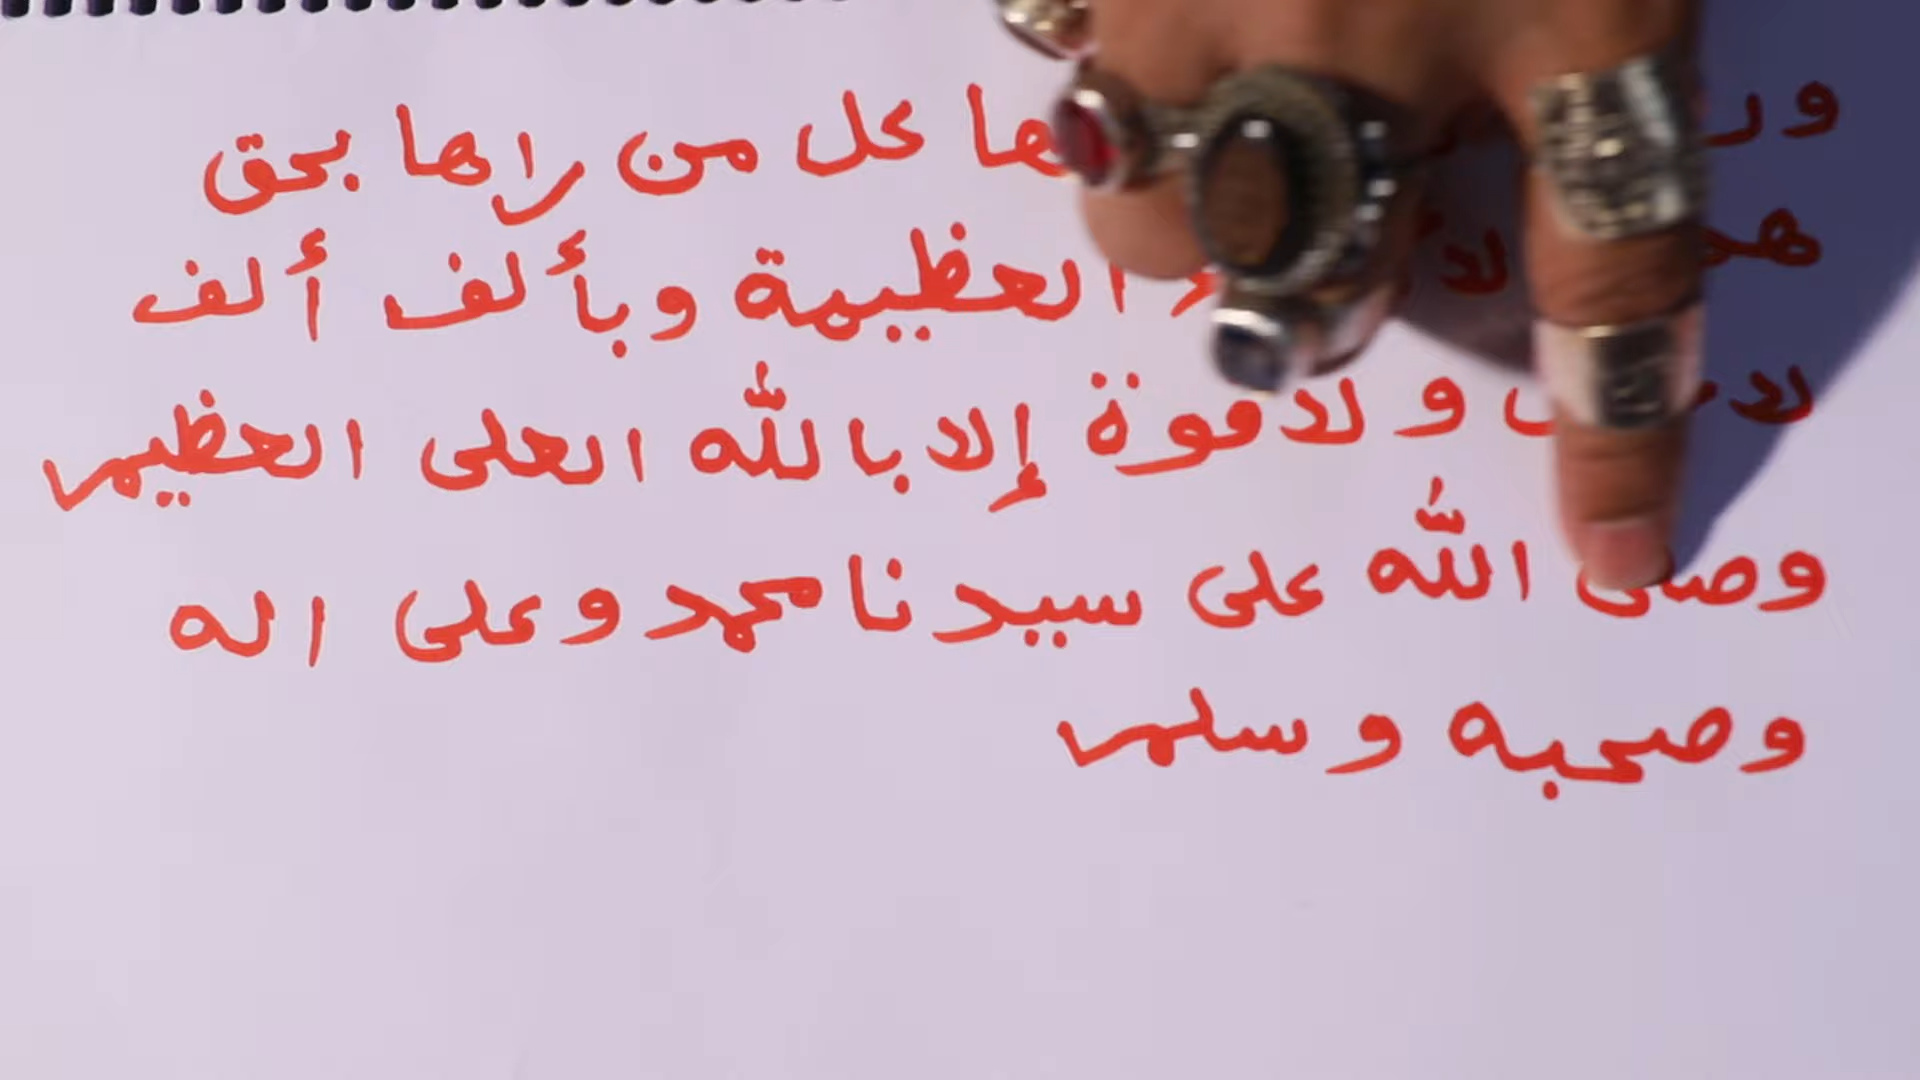 كل من راها بحق
العظيمة وبألف ألف
و لاقوة إلا بالله العلى العظيم
وصلى الله على سيدنا محمد وعلى اله
وصحبه وسلم